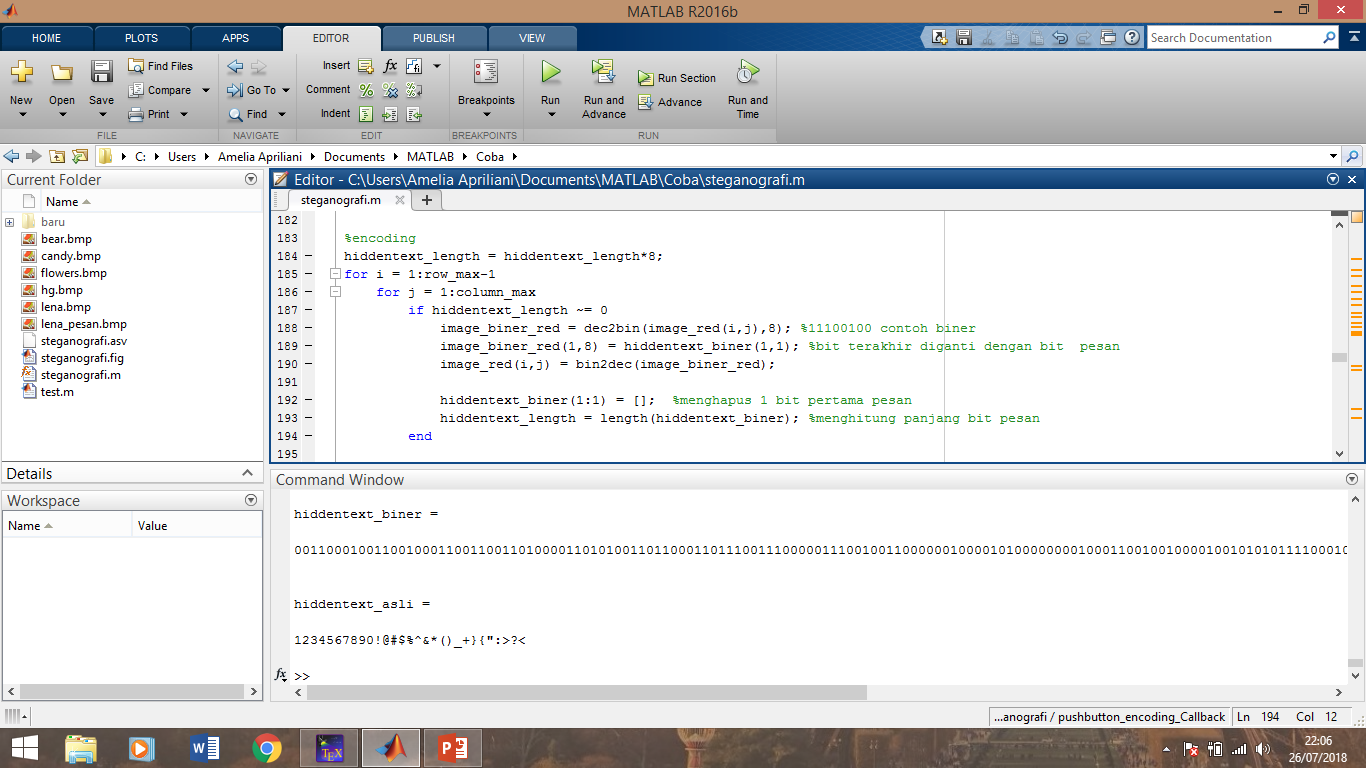 MATLAB R2016b
HOME PLOTS APPS EDITOR PUBLISH VIEW
Search Documentation
New Open Save
Find Files
Compare
Print
FILE
Go To
Find
NAVIGATE
Insert
Comment
Indent
EDIT
Breakpoints
BREAKPOINTS
Run
Run and Advance
Run Section
Advance
Run and Time
RUN
C: Users Amelia Apriliani Documents MATLAB Coba
Current Folder
Name
baru
bear.bmp
candy.bmp
flowers.bmp
hg.bmp
lena.bmp
lena_pesan.bmp
steganografi.asv
steganografi.fig
steganografi.m
test.m
Details
Workspace
Name Value
Editor - C:\Users\Amelia Apriliani\Documents\MATLAB\Coba\steganografi.m
steganografi.m
182
183 %encoding
184 hiddentext_length = hiddentext_length*8;
185 for i = 1:row_max-1
186 for j = 1:column_max
187 if hiddentext_length ~= 0
188 image_biner_red = dec2bin(image_red(i,j),8); %11100100 contoh biner
189 image_biner_red(1,8) = hiddentext_biner(1,1); %bit terakhir diganti dengan bit  pesan
190 image_red(i,j) = bin2dec(image_biner_red);
191
192 hiddentext_biner(1:1) = [];  %menghapus 1 bit pertama pesan
193 hiddentext_length = length(hiddentext_biner); %menghitung panjang bit pesan
194 end
195
Command Window
hiddentext_biner =
hiddentext_asli =
1234567890!@#$%^&*()_+}{":>?<
fx >>
...anografi / pushbutton_encoding_Callback Ln 194 Col 12
22:06
26/07/2018